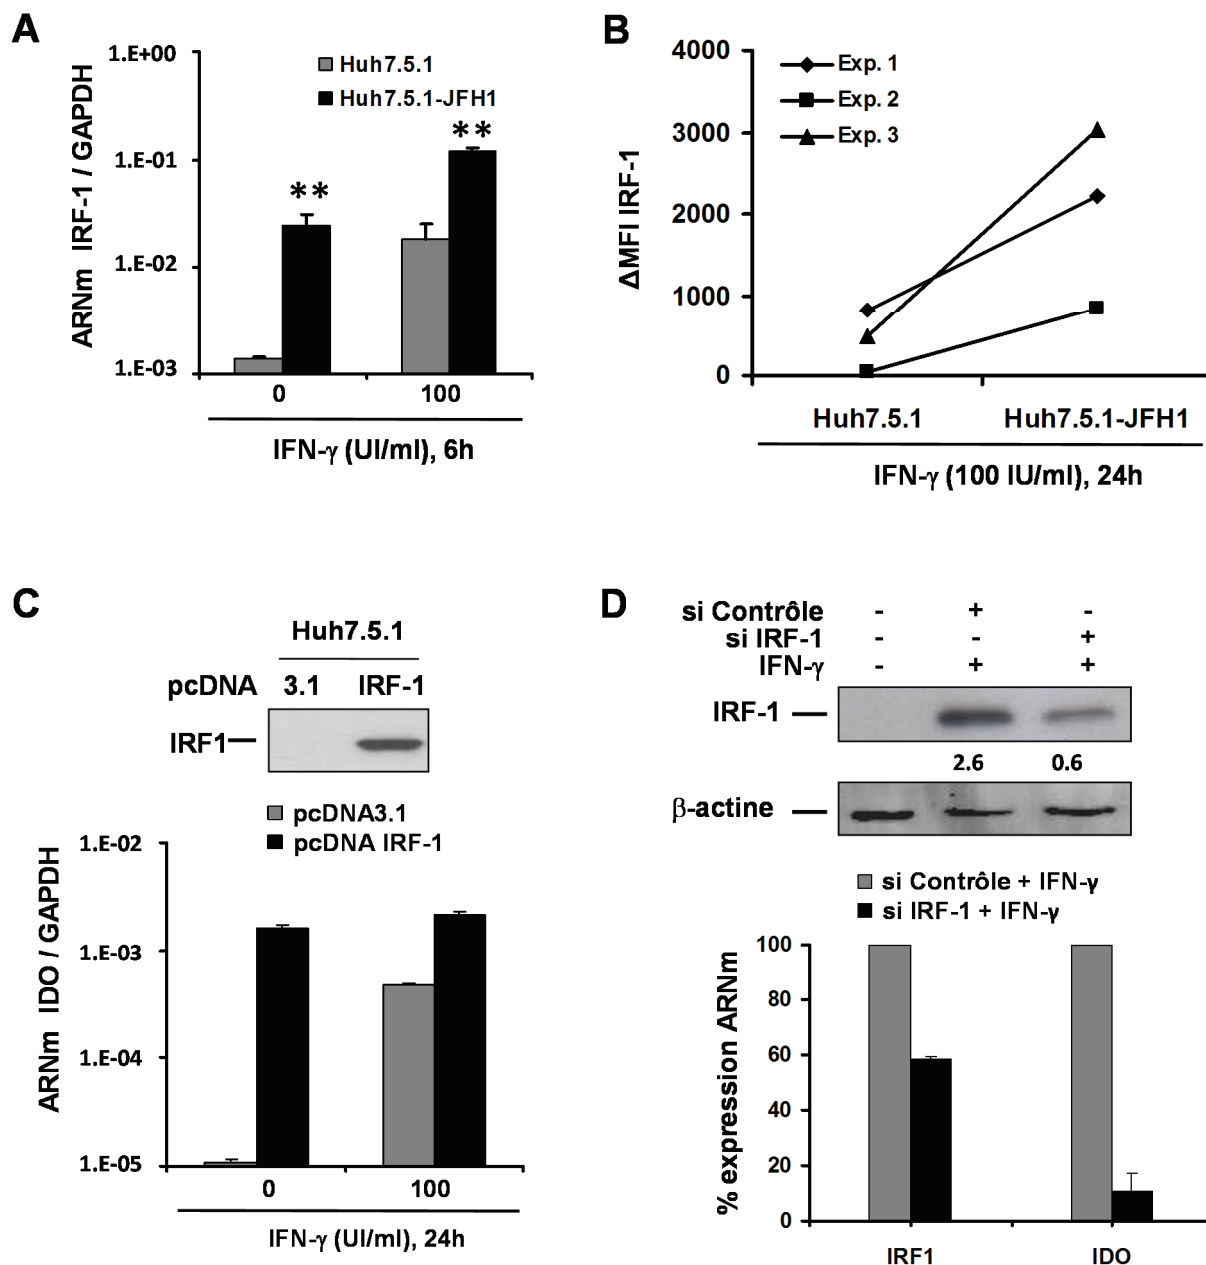 A
1.E+00
1.E-01
1.E-02
1.E-03
ARNm IRF-1 / GAPDH
Huh7.5.1
Huh7.5.1-JFH1
**
**
0
100
IFN-γ (UI/ml), 6h
B
4000
3000
2000
1000
0
ΔMFI IRF-1
Exp. 1
Exp. 2
Exp. 3
Huh7.5.1
Huh7.5.1-JFH1
IFN-γ (100 IU/ml), 24h
C
Huh7.5.1
pcDNA 3.1 IRF-1
IRF1
pcDNA3.1
pcDNA IRF-1
1.E-02
1.E-03
1.E-04
1.E-05
ARNm IDO / GAPDH
0
100
IFN-γ (UI/ml), 24h
D
si Contrôle - + -
si IRF-1 - - +
IFN-γ - + +
IRF-1
2.6 0.6
β-actine
si Contrôle + IFN-γ
si IRF-1 + IFN-γ
100
80
60
40
20
0
% expression ARNm
IRF1
IDO